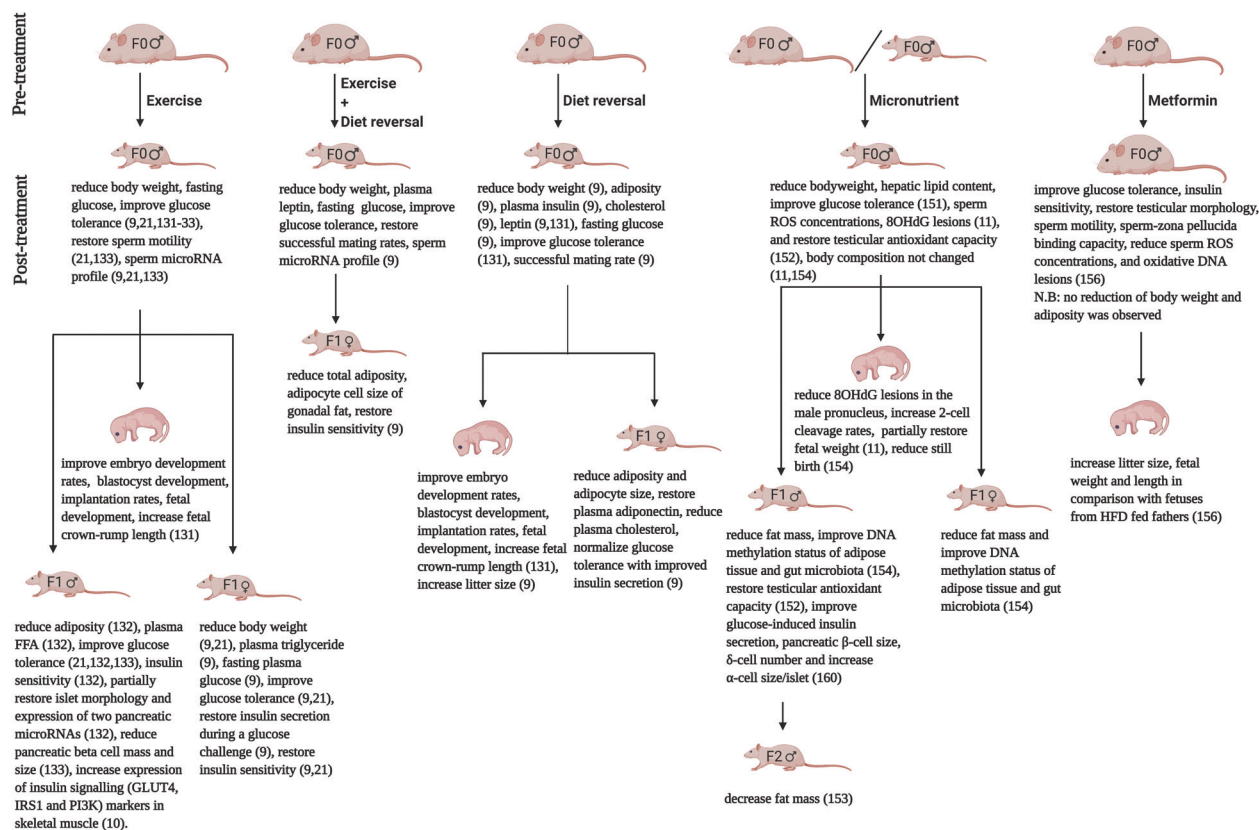 Pre-treatment
F0♂
Exercise
F0♂
Exercise
+
Diet reversal
F0♂
Diet reversal
F0♂
F0♂
Micronutrient
F0♂
Metformin
Post-treatment
F0♂
reduce body weight, fasting
glucose, improve glucose
tolerance (9,21,131-33),
restore sperm motility
(21,133), sperm microRNA
profile (9,21,133)
F0♂
reduce body weight, plasma
leptin, fasting glucose, improve
glucose tolerance, restore
successful mating rates, sperm
microRNA profile (9)
F0♂
reduce body weight (9), adiposity
(9), plasma insulin (9), cholesterol
(9), leptin (9,131), fasting glucose
(9), improve glucose tolerance
(131), successful mating rate (9)
F0♂
reduce bodyweight, hepatic lipid content,
improve glucose tolerance (151), sperm
ROS concentrations, 8OHdG lesions (11),
and restore testicular antioxidant capacity
(152), body composition not changed
(11,154)
F0♂
improve glucose tolerance, insulin
sensitivity, restore testicular morphology,
sperm motility, sperm-zona pellucida
binding capacity, reduce sperm ROS
concentrations, and oxidative DNA
lesions (156)
N.B: no reduction of body weight and
adiposity was observed
improve embryo development
rates, blastocyst development,
implantation rates, fetal
development, increase fetal
crown-rump length (131)
F1♂
reduce adiposity (132), plasma
FFA (132), improve glucose
tolerance (21,132,133), insulin
sensitivity (132), partially
restore islet morphology and
expression of two pancreatic
microRNAs (132), reduce
pancreatic beta cell mass and
size (133), increase expression
of insulin signalling (GLUT4,
IRS1 and PI3K) markers in
skeletal muscle (10).
F1♀
reduce body weight
(9,21), plasma triglyceride
(9), fasting plasma
glucose (9), improve
glucose tolerance (9,21),
restore insulin secretion
during a glucose
challenge (9), restore
insulin sensitivity (9,21)
F1♀
reduce total adiposity,
adipocyte cell size of
gonadal fat, restore
insulin sensitivity (9)
improve embryo
development rates,
blastocyst development,
implantation rates, fetal
development, increase fetal
crown-rump length (131),
increase litter size (9)
F1♀
reduce adiposity and
adipocyte size, restore
plasma adiponectin, reduce
plasma cholesterol,
normalize glucose
tolerance with improved
insulin secretion (9)
reduce 8OHdG lesions in the
male pronucleus, increase 2-cell
cleavage rates, partially restore
fetal weight (11), reduce still
birth (154)
F1♂
reduce fat mass, improve DNA
methylation status of adipose
tissue and gut microbiota (154),
restore testicular antioxidant
capacity (152), improve
glucose-induced insulin
secretion, pancreatic β-cell size,
δ-cell number and increase
α-cell size/islet (160)
F2♂
decrease fat mass (153)
F1♀
reduce fat mass and
improve DNA
methylation status of
adipose tissue and gut
microbiota (154)
increase litter size, fetal
weight and length in
comparison with fetuses
from HFD fed fathers (156)